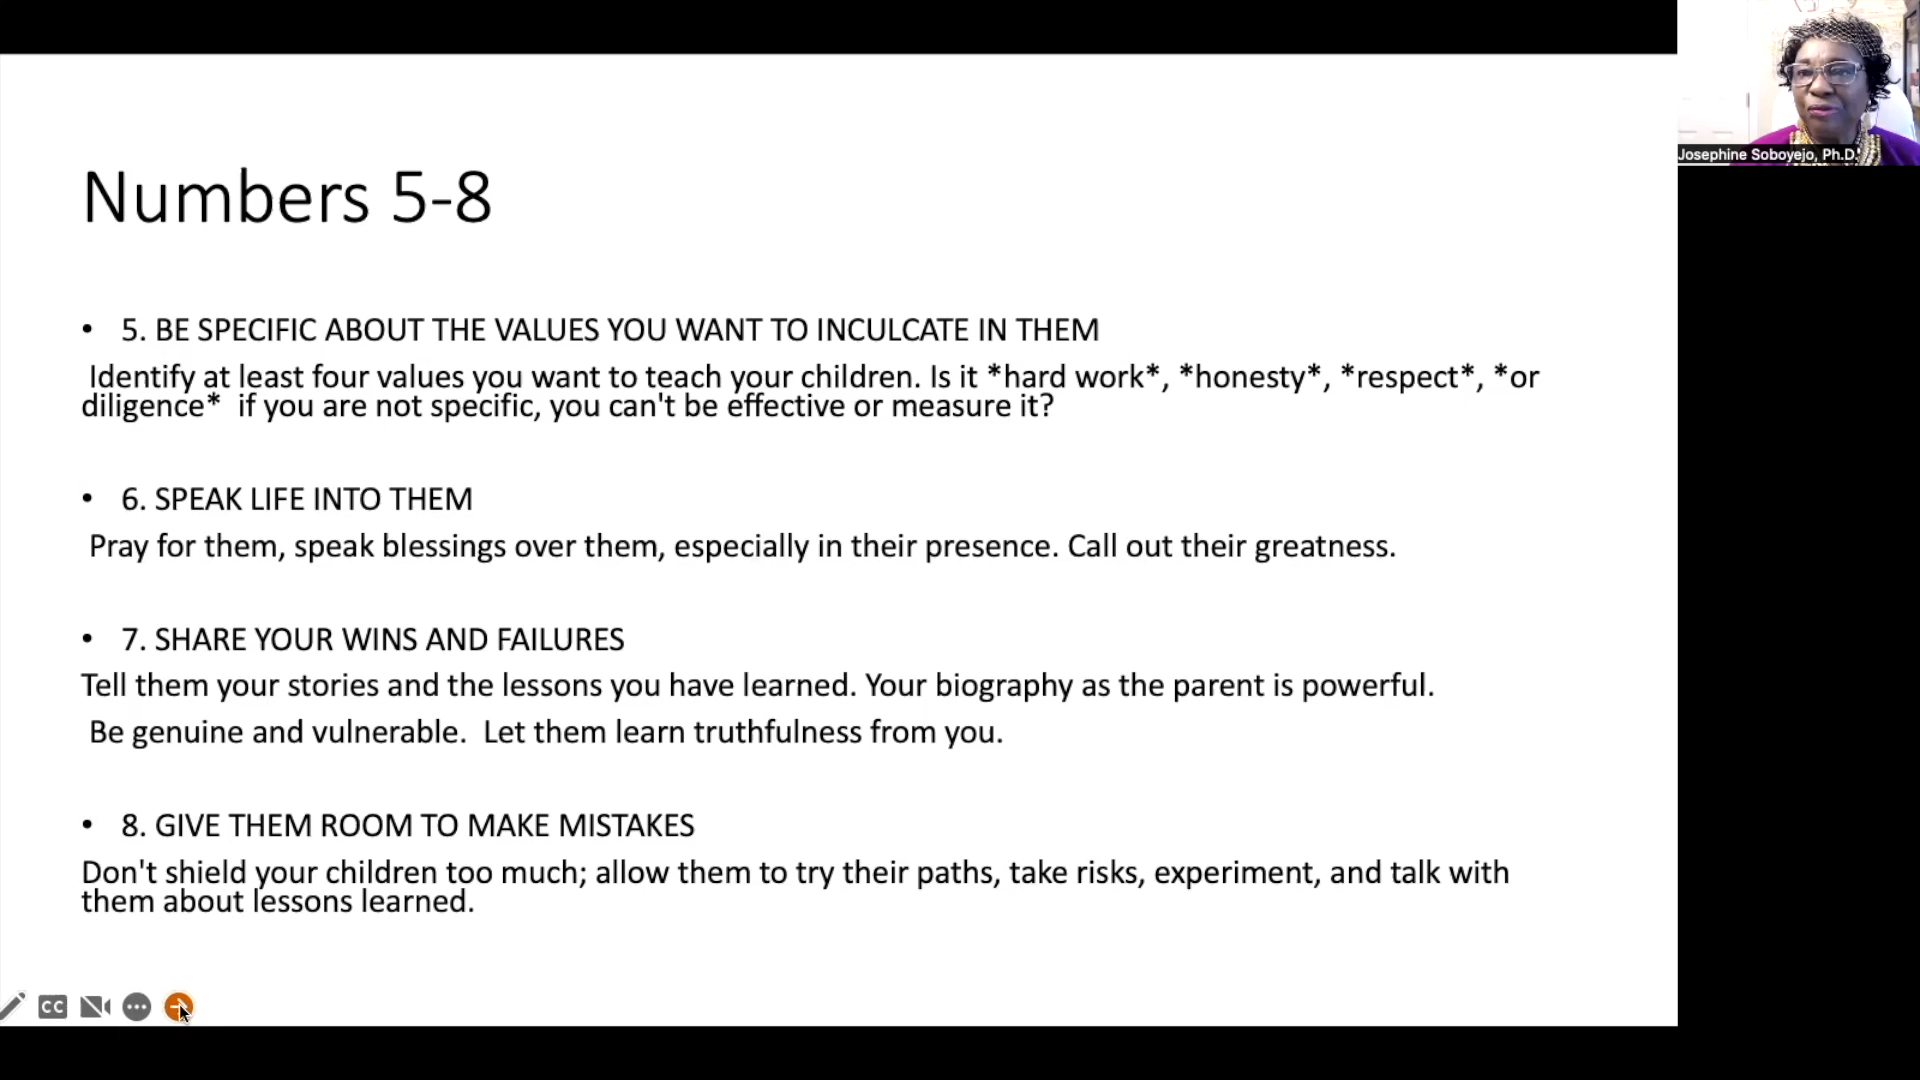 Numbers 5-8
• 5. BE SPECIFIC ABOUT THE VALUES YOU WANT TO INCULCATE IN THEM
Identify at least four values you want to teach your children. Is it *hard work*, *honesty*, *respect*, *or
diligence*  if you are not specific, you can't be effective or measure it?
• 6. SPEAK LIFE INTO THEM
Pray for them, speak blessings over them, especially in their presence. Call out their greatness.
• 7. SHARE YOUR WINS AND FAILURES
Tell them your stories and the lessons you have learned. Your biography as the parent is powerful.
Be genuine and vulnerable.  Let them learn truthfulness from you.
• 8. GIVE THEM ROOM TO MAKE MISTAKES
Don't shield your children too much; allow them to try their paths, take risks, experiment, and talk with
them about lessons learned.
CC
Josephine Soboyejo, Ph.D.